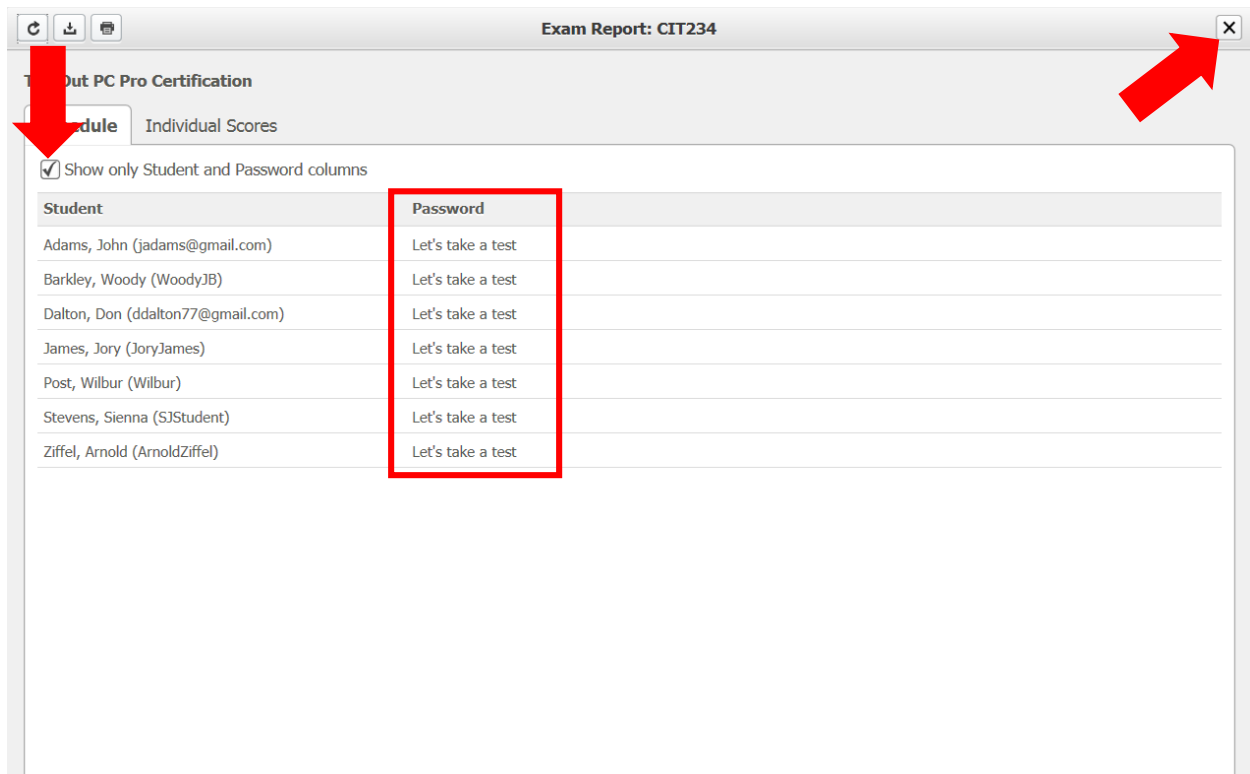 Exam Report: CIT234
Out PC Pro Certification
Individual Scores
Show only Student and Password columns
Student Password
Adams, John (jadams@gmail.com) Let's take a test
Barkley, Woody (WoodyJB) Let's take a test
Dalton, Don (ddalton77@gmail.com) Let's take a test
James, Jory (JoryJames) Let's take a test
Post, Wilbur (Wilbur) Let's take a test
Stevens, Sienna (SJStudent) Let's take a test
Ziffel, Arnold (ArnoldZiffel) Let's take a test